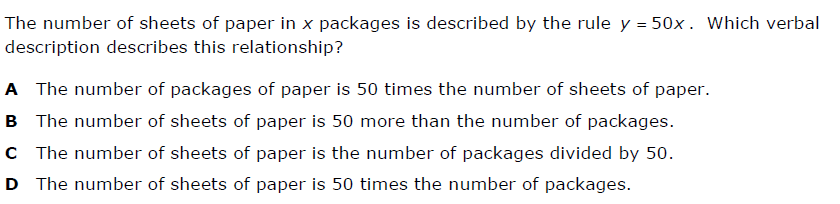 The number of sheets of paper in x packages is described by the rule y = 50x. Which verbal
description describes this relationship?
A The number of packages of paper is 50 times the number of sheets of paper.
B The number of sheets of paper is 50 more than the number of packages.
C The number of sheets of paper is the number of packages divided by 50.
D The number of sheets of paper is 50 times the number of packages.